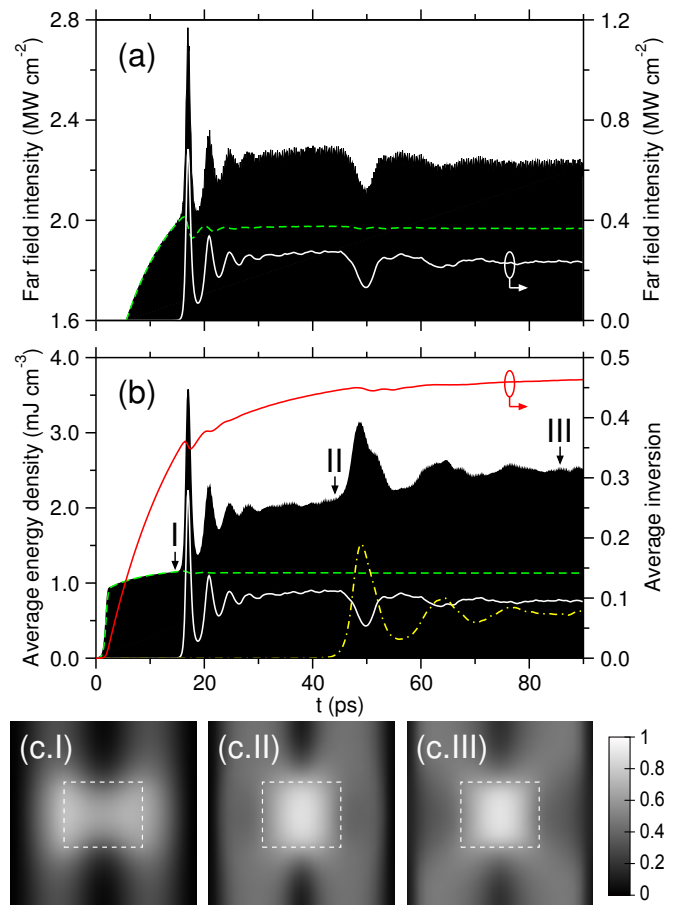 (a)
Far field intensity (MW cm-2)
2.8
2.4
2.0
1.6
1.2
0.8
0.4
0.0
Far field intensity (MW cm-2)
(b)
Average energy density (mJ cm-3)
4.0
3.0
2.0
1.0
0.0
I
II
III
0.5
0.4
0.3
0.2
0.1
0.0
Average inversion
0 20 40 60 80
t (ps)
(c.I) (c.II) (c.III)
1
0.8
0.6
0.4
0.2
0